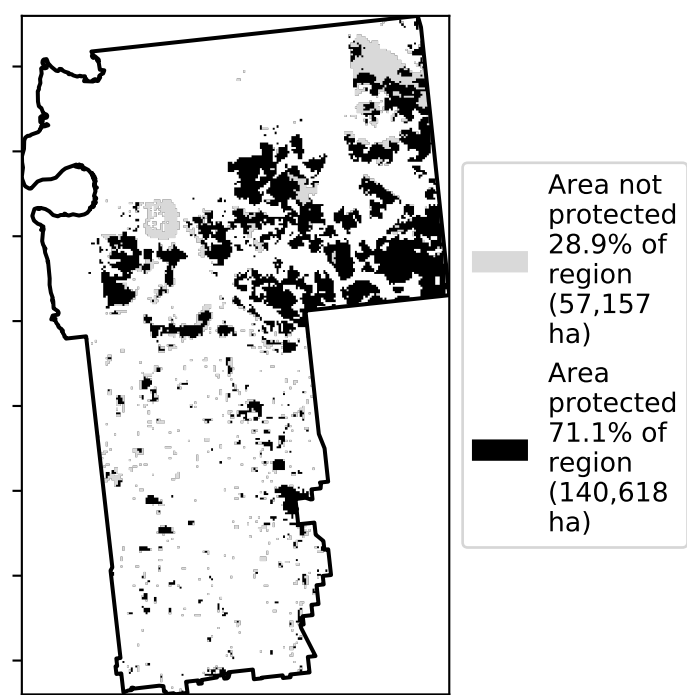 Area not
protected
28.9% of
region
(57,157
ha)
Area
protected
71.1% of
region
(140,618
ha)